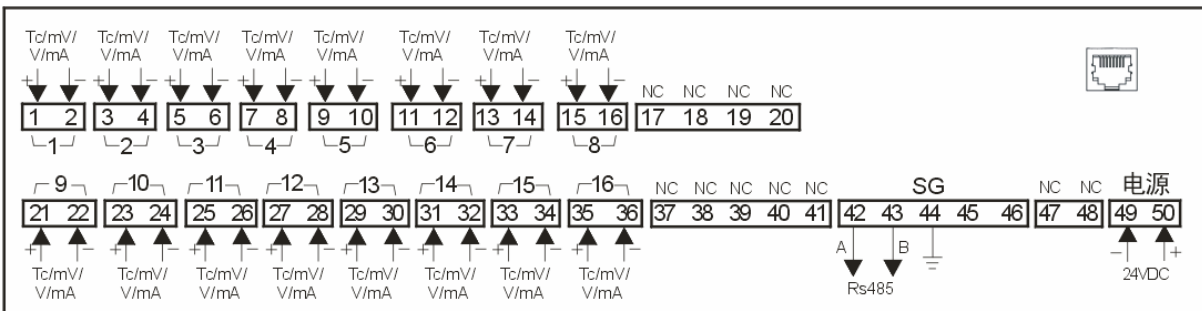 Tc/mV/ Tc/mV/ Tc/mV/ Tc/mV/ Tc/mV/ Tc/mV/ Tc/mV/ Tc/mV/
V/mA V/mA V/mA V/mA V/mA V/mA V/mA V/mA
+ − + − + − + − + − + − + − + − NC NC NC NC
1 2 3 4 5 6 7 8 9 10 11 12 13 14 15 16 17 18 19 20
1 2 3 4 5 6 7 8
9 10 11 12 13 14 15 16 NC NC NC NC NC SG NC NC 电源
21 22 23 24 25 26 27 28 29 30 31 32 33 34 35 36 37 38 39 40 41 42 43 44 45 46 47 48 49 50
+ − + − + − + − + − + − + − + − A B − +
Tc/mV/ Tc/mV/ Tc/mV/ Tc/mV/ Tc/mV/ Tc/mV/ Tc/mV/ Tc/mV/ Rs485 24VDC
V/mA V/mA V/mA V/mA V/mA V/mA V/mA V/mA